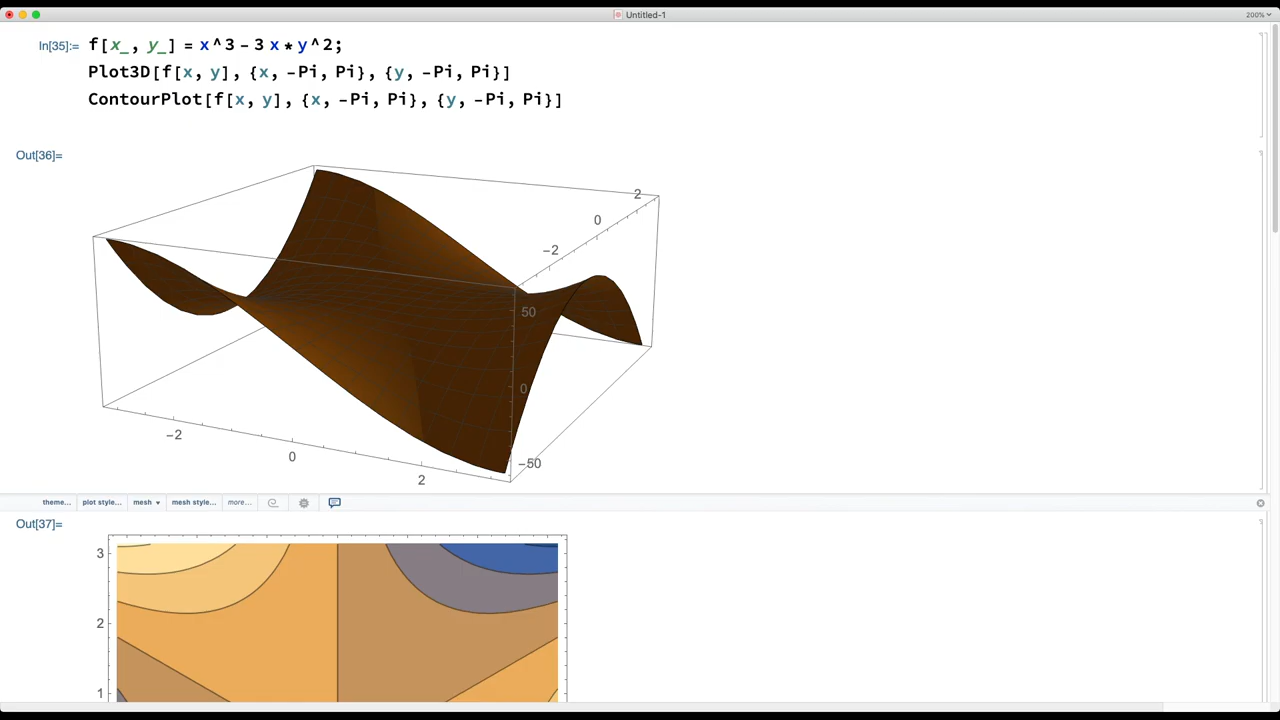 Untitled-1
200%
In[35]:= f[x_, y_] = x^3 - 3 x * y^2;
Plot3D[f[x, y], {x, -Pi, Pi}, {y, -Pi, Pi}]
ContourPlot[f[x, y], {x, -Pi, Pi}, {y, -Pi, Pi}]
Out[36]=
2
0
-2
50
0
-50
-2
0
2
theme... plot style... mesh mesh style... more...
Out[37]=
3
2
1